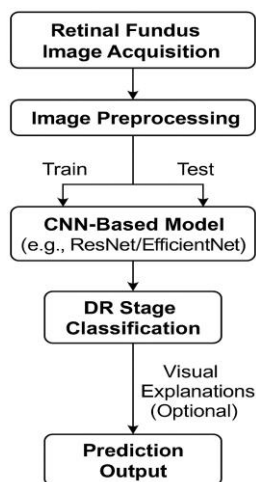 Retinal Fundus
Image Acquisition
Image Preprocessing
Train
Test
CNN-Based Model
(e.g., ResNet/EfficientNet)
DR Stage
Classification
Visual
Explanations
(Optional)
Prediction
Output